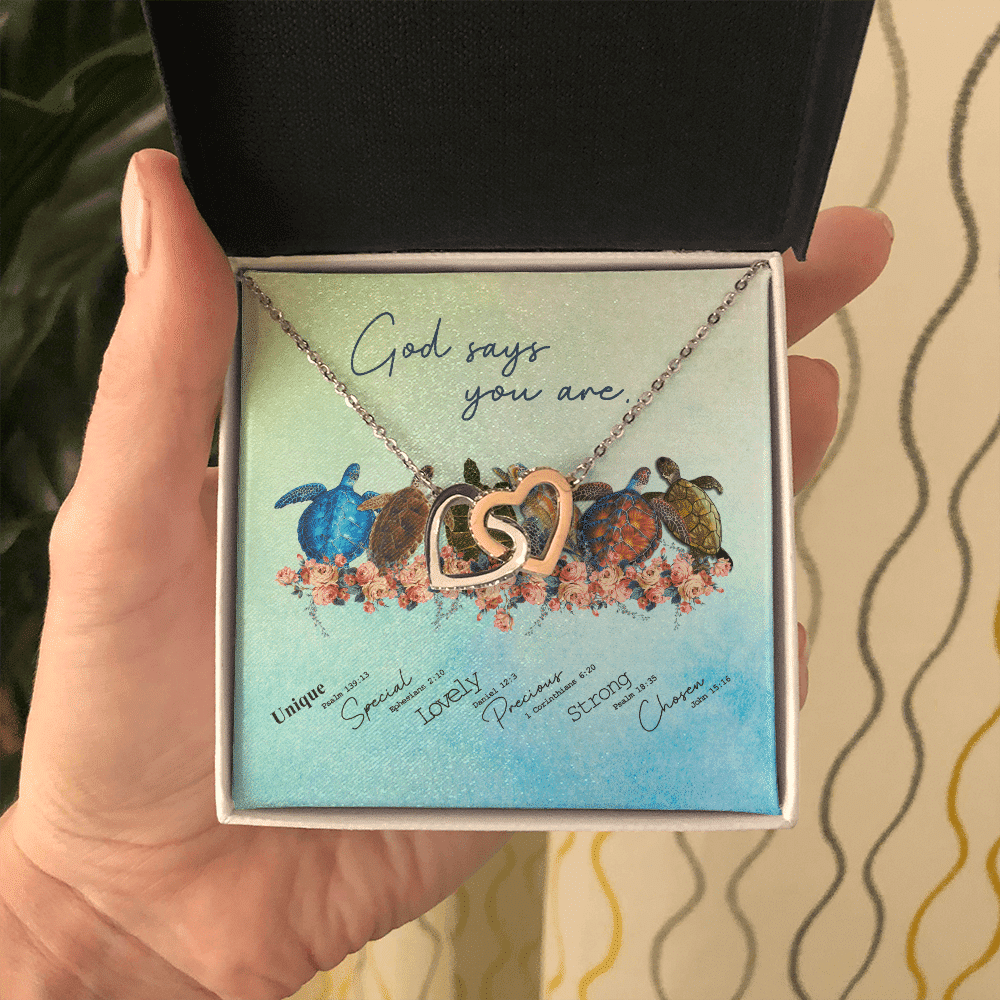 God says
you are.
Unique
Psalm 139:13
Special
Ephesians 2:10
Lovely
Daniel 12:3
Precious
1 Corinthians 6:20
Strong
Psalm 18:35
Chosen
John 15:16